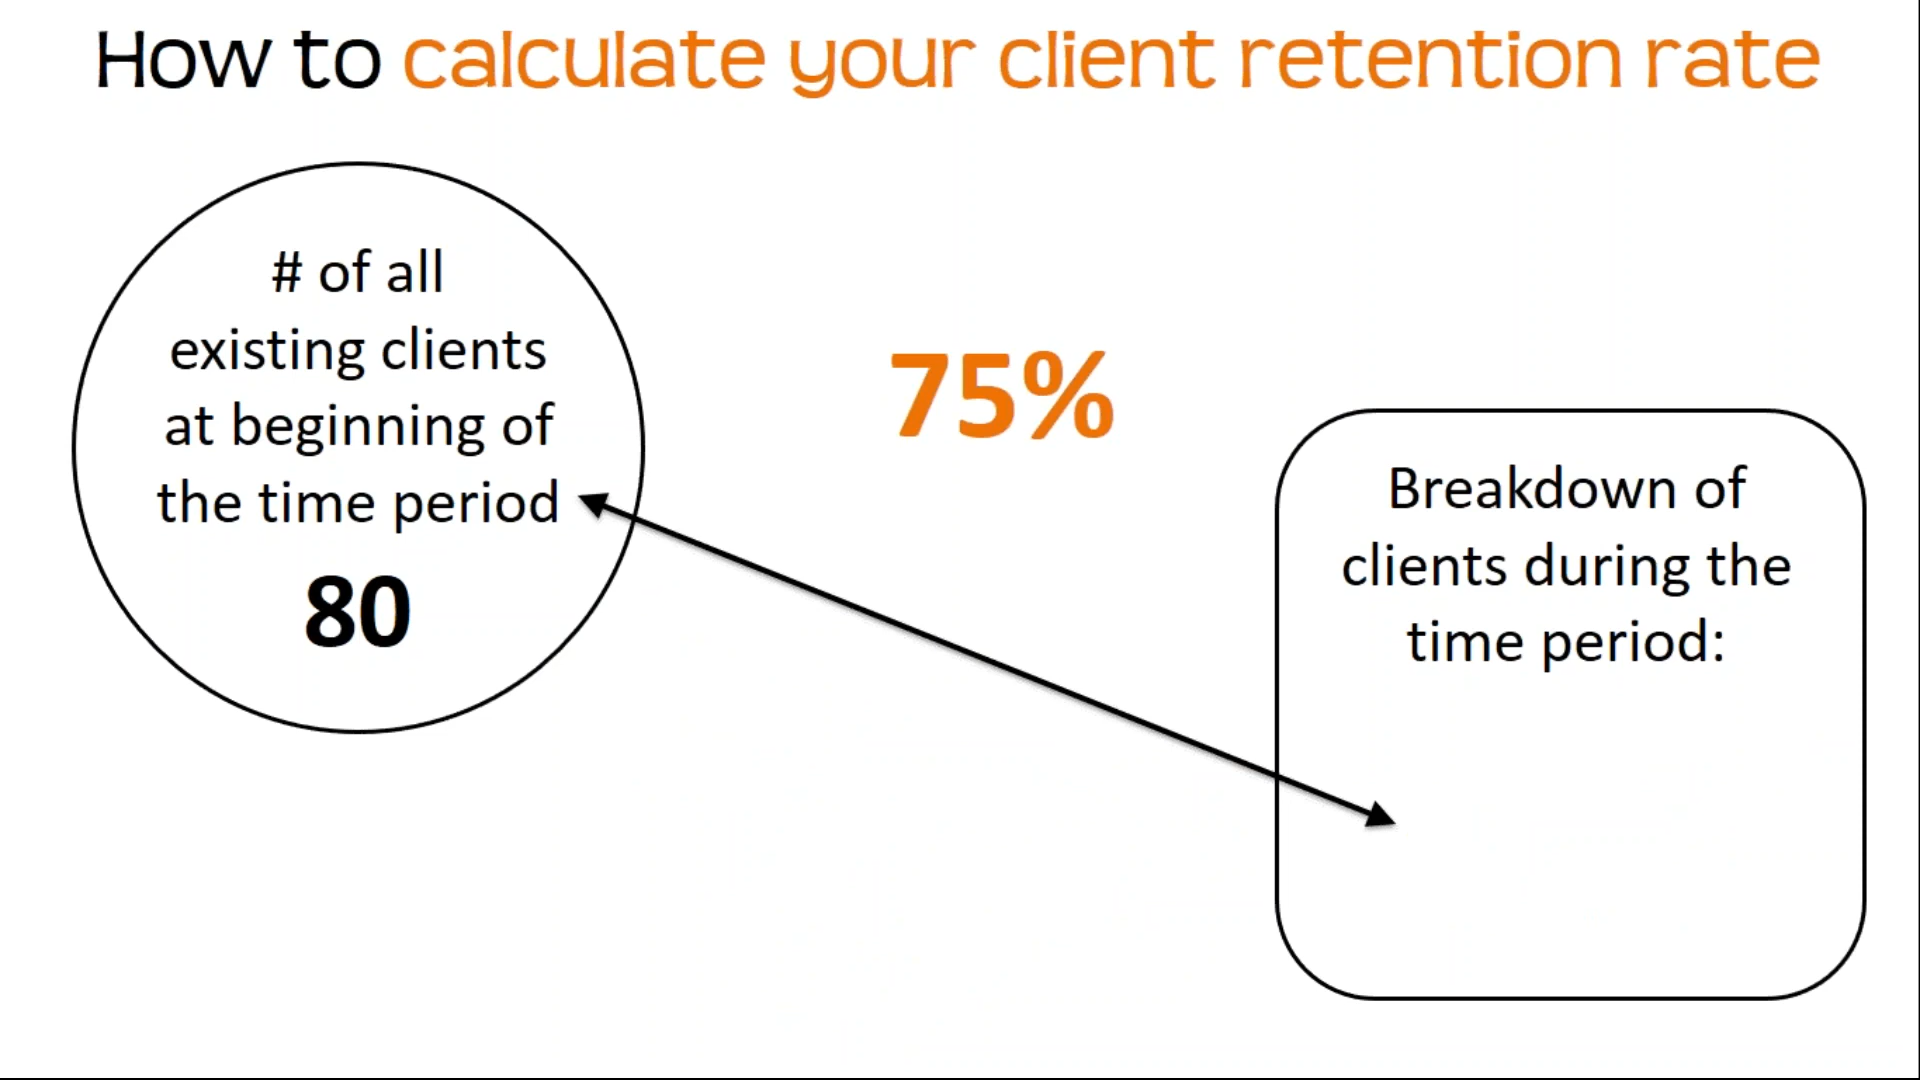 How to calculate your client retention rate
# of all
existing clients
at beginning of
the time period
80
75%
Breakdown of
clients during the
time period: